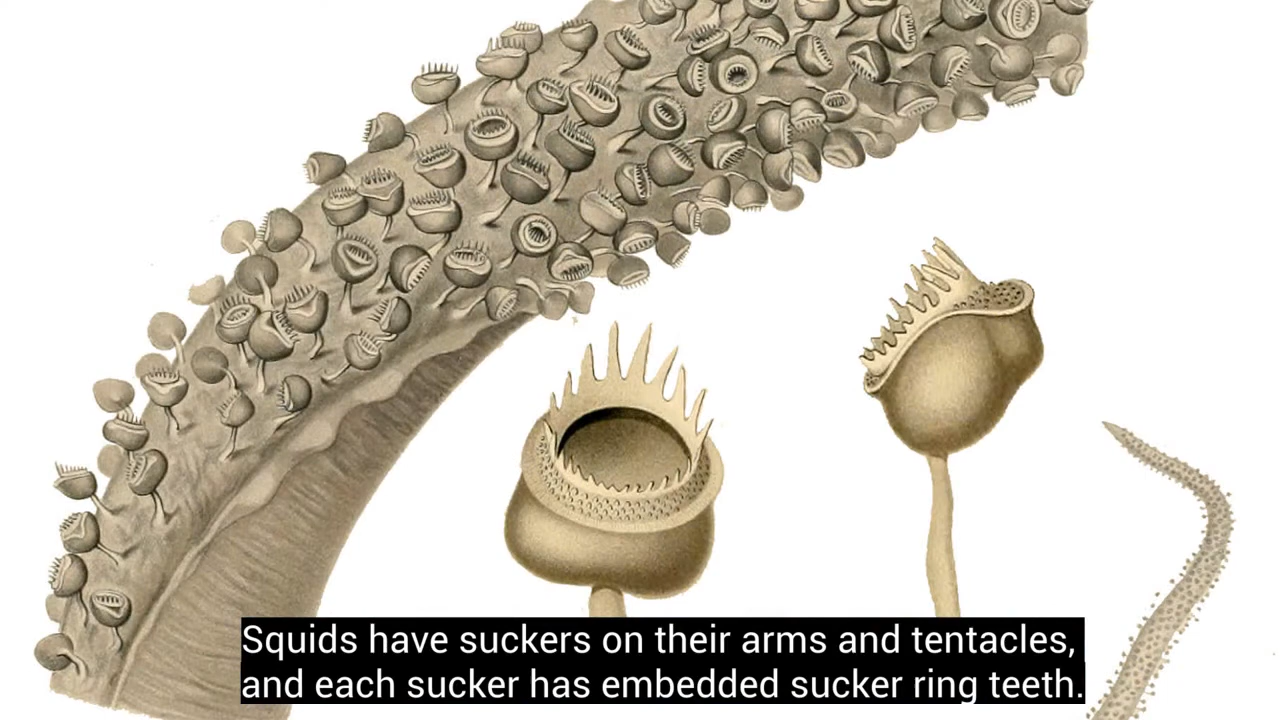 Squids have suckers on their arms and tentacles,
and each sucker has embedded sucker ring teeth.